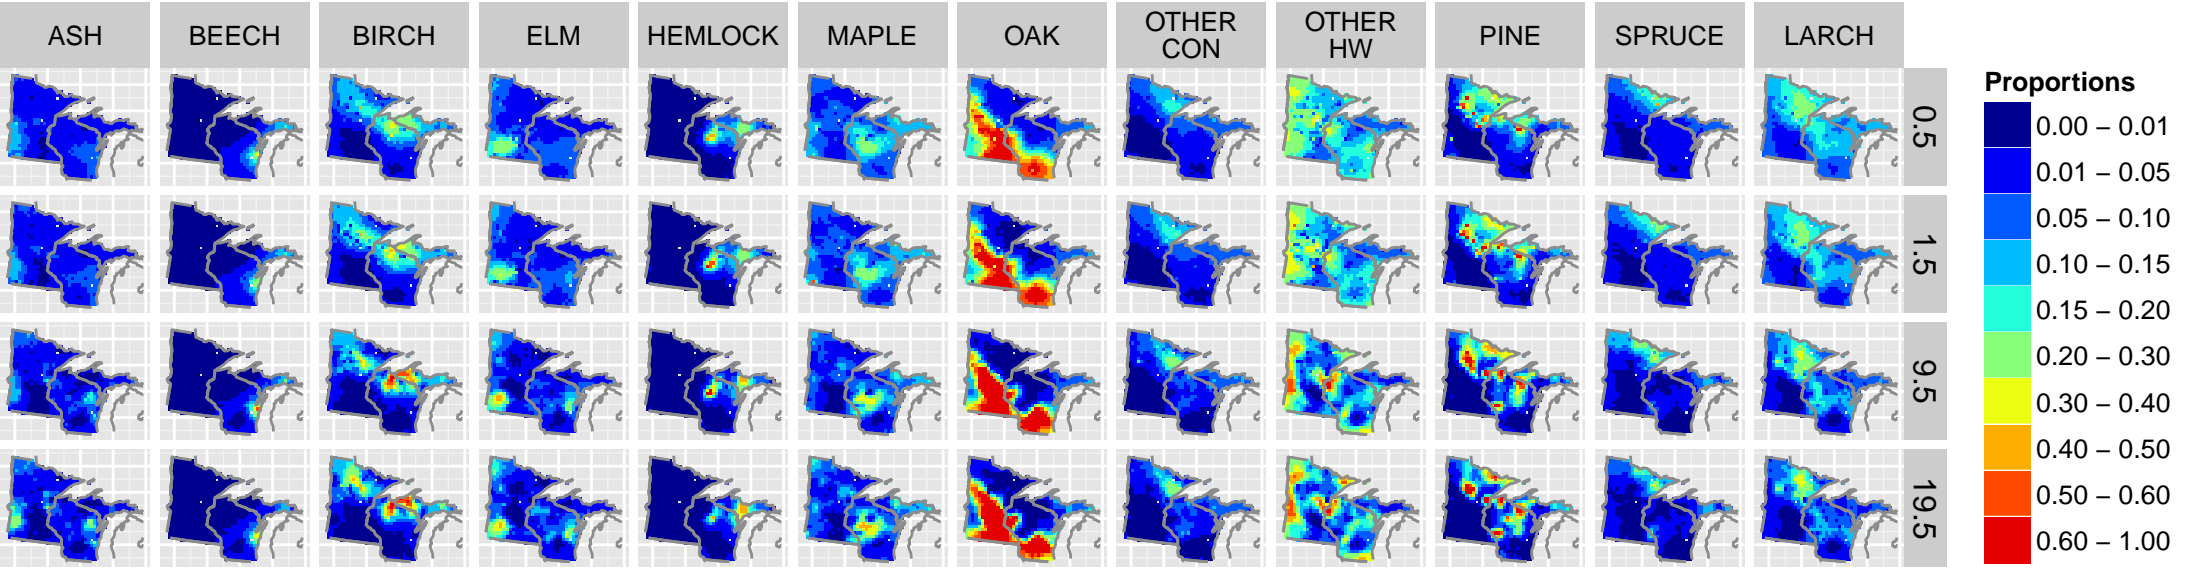 ASH BEECH BIRCH ELM HEMLOCK MAPLE OAK OTHER CON OTHER HW PINE SPRUCE LARCH
0.5
1.5
9.5
19.5
Proportions
0.00 – 0.01
0.01 – 0.05
0.05 – 0.10
0.10 – 0.15
0.15 – 0.20
0.20 – 0.30
0.30 – 0.40
0.40 – 0.50
0.50 – 0.60
0.60 – 1.00